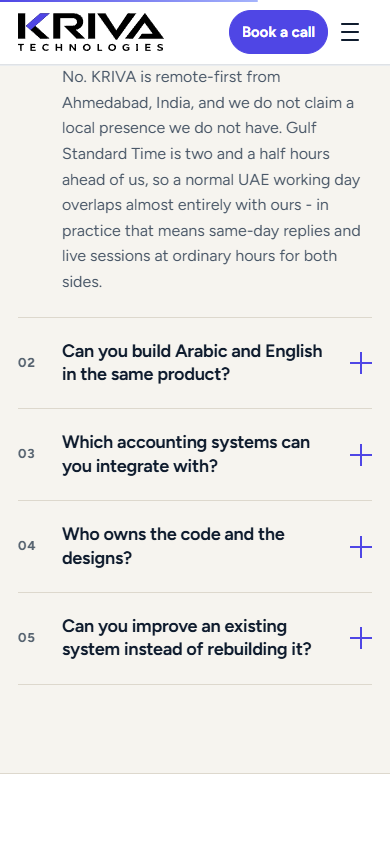 KRIVA
TECHNOLOGIES
Book a call
No. KRIVA is remote-first from
Ahmedabad, India, and we do not claim a
local presence we do not have. Gulf
Standard Time is two and a half hours
ahead of us, so a normal UAE working day
overlaps almost entirely with ours - in
practice that means same-day replies and
live sessions at ordinary hours for both
sides.
02
Can you build Arabic and English
in the same product?
03
Which accounting systems can
you integrate with?
04
Who owns the code and the
designs?
05
Can you improve an existing
system instead of rebuilding it?